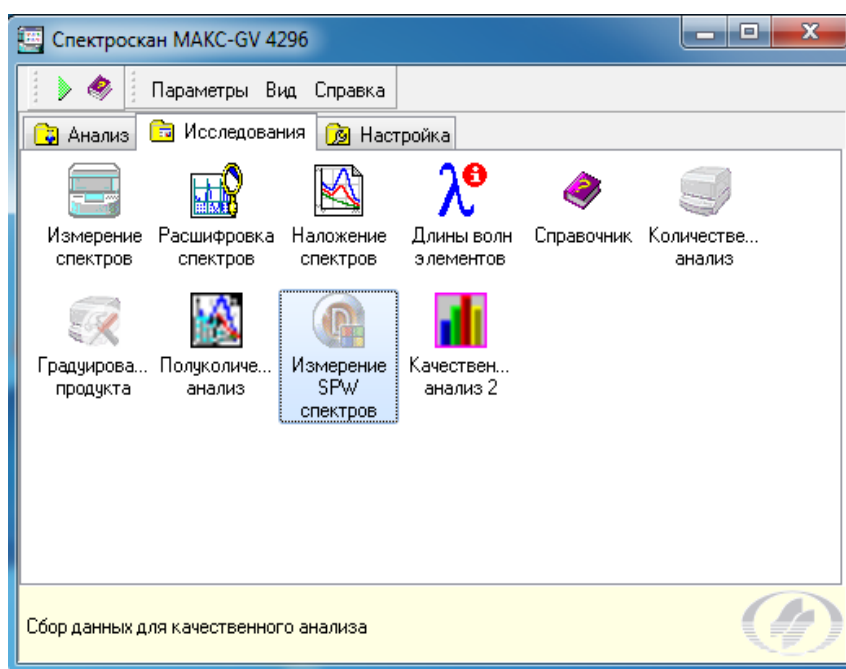 Спектроскан МАКС-GV 4296
Параметры Вид Справка
Анализ Исследования Настройка
Измерение спектров
Расшифровка спектров
Наложение спектров
Длины волн элементов
Справочник
Количестве... анализ
Градуирова... продукта
Полуколиче... анализ
Измерение SPW спектров
Качествен... анализ 2
Сбор данных для качественного анализа